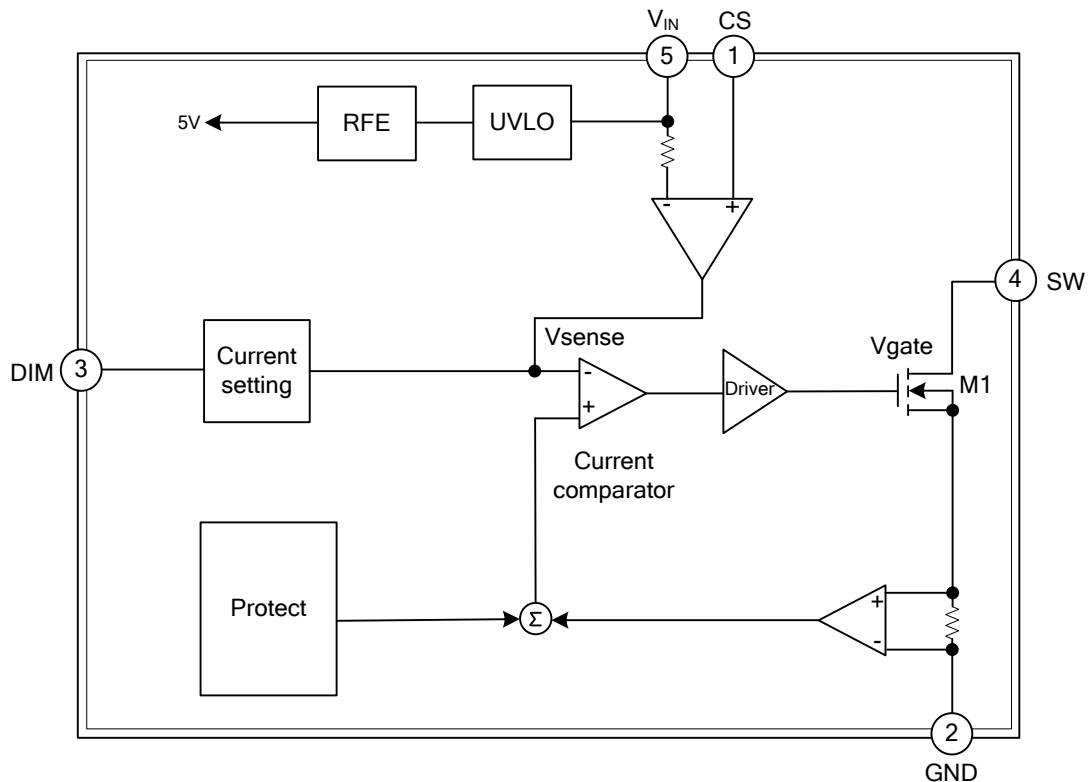 VIN CS
5 1
5V RFE UVLO
- +
4 SW
Vsense
Vgate
DIM 3 Current
setting
- Driver M1
+
Current
comparator
Protect
Σ
+
-
2
GND